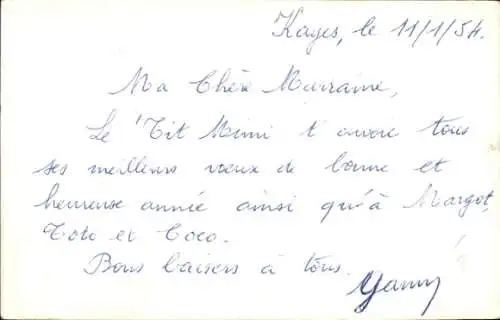 Kayes, le 11/1/54.
Ma Chère Marraine,
Le 'Tit Mimi t'envoie tous
ses meilleurs vœux de bonne et
heureuse année ainsi qu'à Margot,
Toto et Coco.
Bons baisers à tous.
Yanny